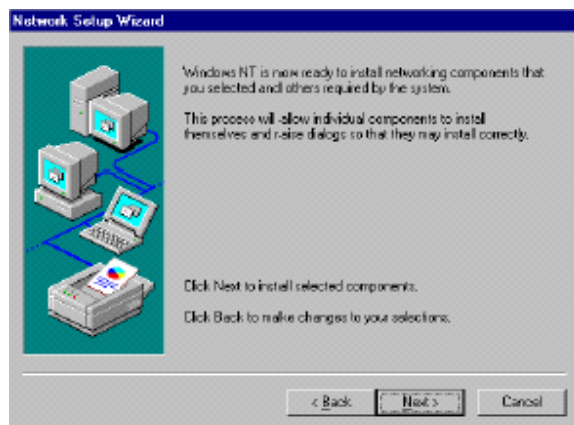 Network Setup Wizard
Windows NT is now ready to install networking components that
you selected and others required by the system.
This process will allow individual components to install
themselves and raise dialogs so that they may install correctly.
Click Next to install selected components.
Click Back to make changes to your selections.
< Back
Next >
Cancel